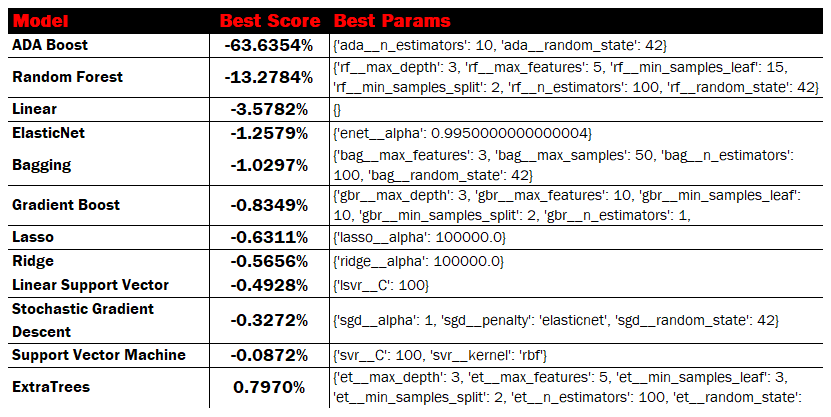 Model Best Score Best Params
ADA Boost -63.6354% {'ada__n_estimators': 10, 'ada__random_state': 42}
Random Forest -13.2784% {'rf__max_depth': 3, 'rf__max_features': 5, 'rf__min_samples_leaf': 15,
'rf__min_samples_split': 2, 'rf__n_estimators': 100, 'rf__random_state': 42}
Linear -3.5782% {}
ElasticNet -1.2579% {'enet__alpha': 0.9950000000000004}
Bagging -1.0297% {'bag__max_features': 3, 'bag__max_samples': 50, 'bag__n_estimators':
100, 'bag__random_state': 42}
Gradient Boost -0.8349% {'gbr__max_depth': 3, 'gbr__max_features': 10, 'gbr__min_samples_leaf':
10, 'gbr__min_samples_split': 2, 'gbr__n_estimators': 1,
Lasso -0.6311% {'lasso__alpha': 100000.0}
Ridge -0.5656% {'ridge__alpha': 100000.0}
Linear Support Vector -0.4928% {'lsvr__C': 100}
Stochastic Gradient
Descent -0.3272% {'sgd__alpha': 1, 'sgd__penalty': 'elasticnet', 'sgd__random_state': 42}
Support Vector Machine -0.0872% {'svr__C': 100, 'svr__kernel': 'rbf'}
ExtraTrees 0.7970% {'et__max_depth': 3, 'et__max_features': 5, 'et__min_samples_leaf': 3,
'et__min_samples_split': 2, 'et__n_estimators': 100, 'et__random_state':